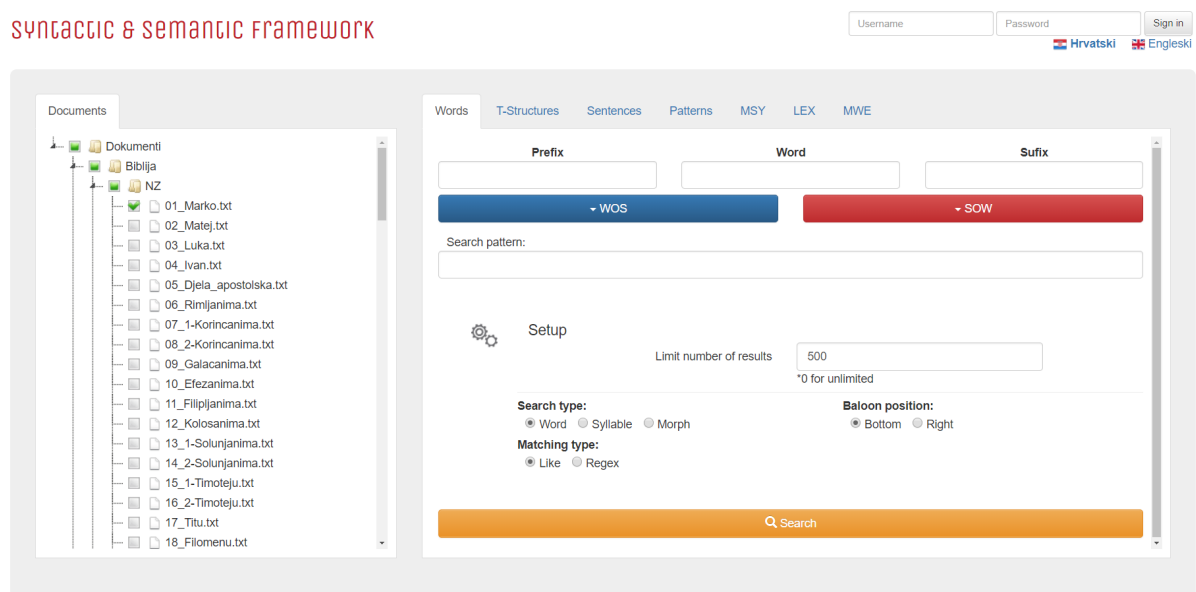 Syntactic & Semantic Framework
Username
Password
Sign in
Hrvatski
Engleski
Documents
Dokumenti
Biblija
NZ
01_Marko.txt
02_Matej.txt
03_Luka.txt
04_Ivan.txt
05_Djela_apostolska.txt
06_Rimljanima.txt
07_1-Korincanima.txt
08_2-Korincanima.txt
09_Galacanima.txt
10_Efezanima.txt
11_Filipljanima.txt
12_Kolosanima.txt
13_1-Solunjanima.txt
14_2-Solunjanima.txt
15_1-Timoteju.txt
16_2-Timoteju.txt
17_Titu.txt
18_Filomenu.txt
Words T-Structures Sentences Patterns MSY LEX MWE
Prefix Word Sufix
WOS SOW
Search pattern:
Setup
Limit number of results 500
*0 for unlimited
Search type: Baloon position:
Word Syllable Morph Bottom Right
Matching type:
Like Regex
Search